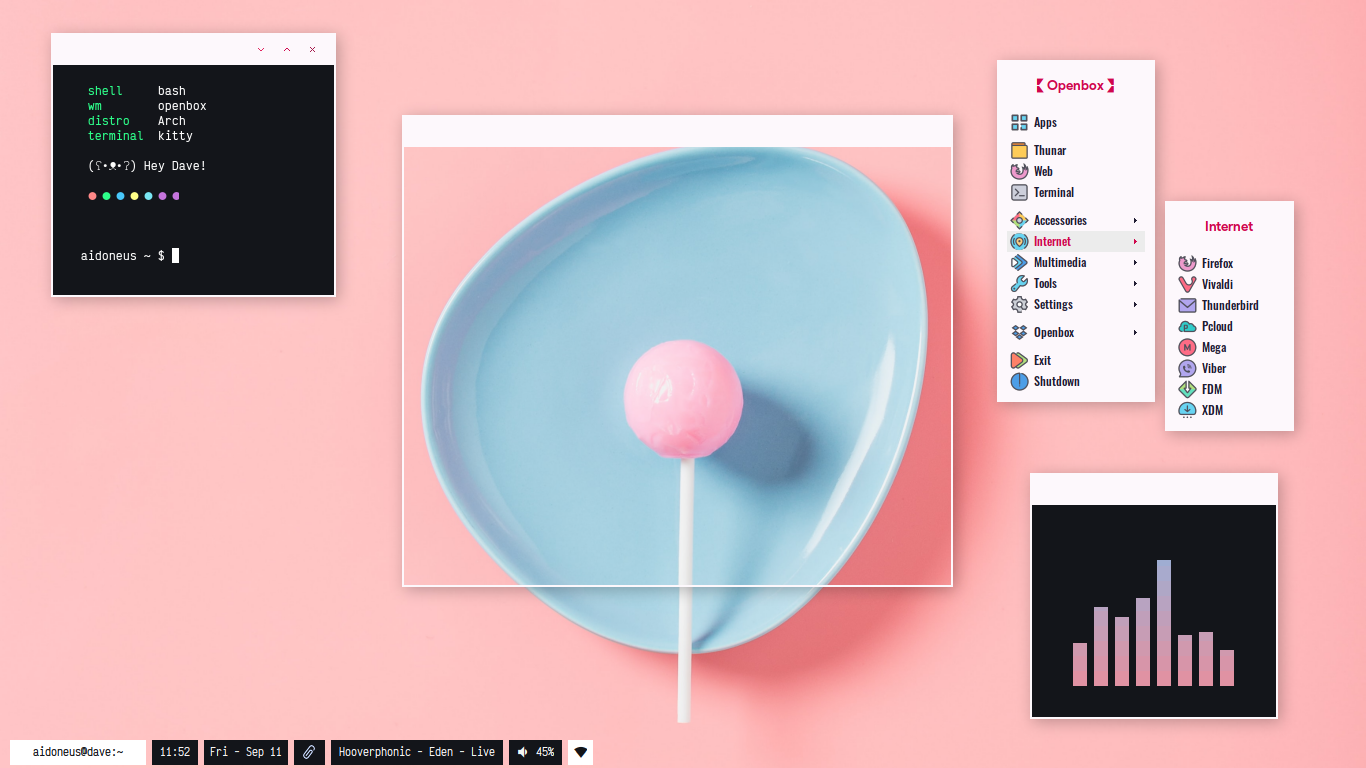 shell bash
wm openbox
distro Arch
terminal kitty
(ʕ•ᴥ•ʔ) Hey Dave!
aidoneus ~ $
Openbox
Apps
Thunar
Web
Terminal
Accessories
Internet
Multimedia
Tools
Settings
Openbox
Exit
Shutdown
Internet
Firefox
Vivaldi
Thunderbird
Pcloud
Mega
Viber
FDM
XDM
aidoneus@dave:~
11:52
Fri - Sep 11
Hooverphonic - Eden - Live
45%